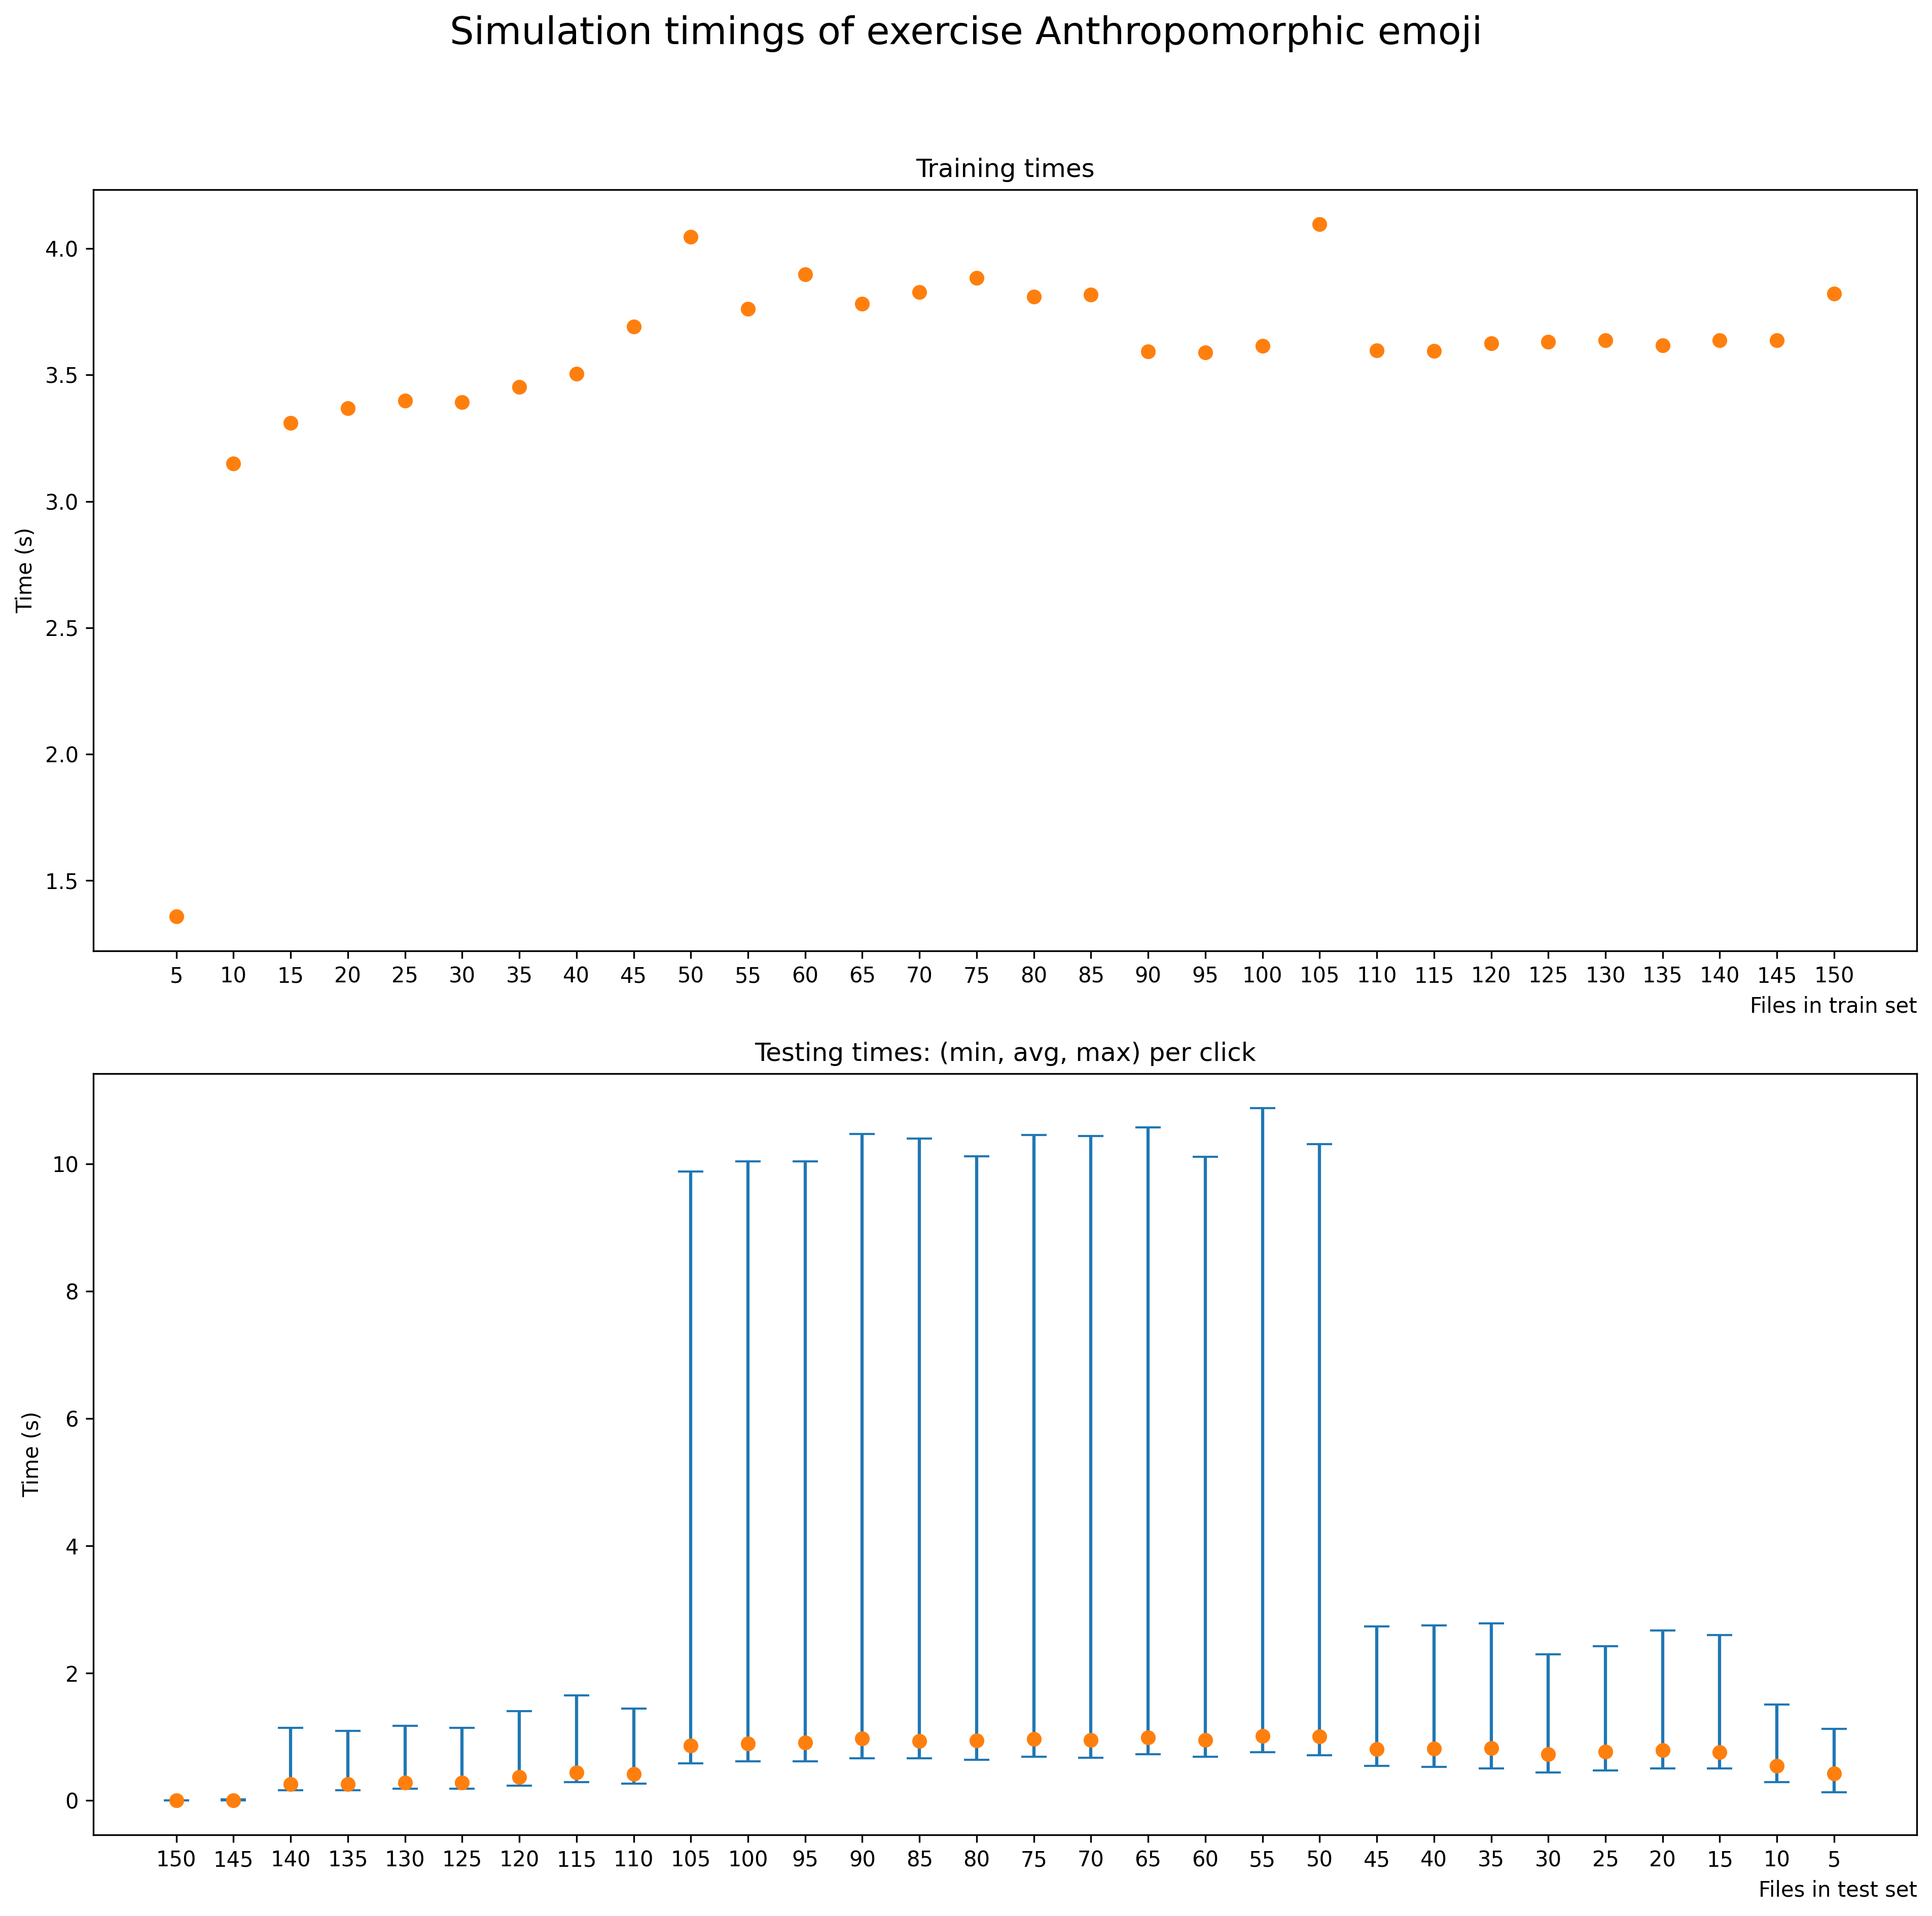 Simulation timings of exercise Anthropomorphic emoji
Training times
4.0
3.5
3.0
2.5
2.0
1.5
Time (s)
5 10 15 20 25 30 35 40 45 50 55 60 65 70 75 80 85 90 95 100 105 110 115 120 125 130 135 140 145 150
Files in train set
Testing times: (min, avg, max) per click
10
8
6
4
2
0
Time (s)
150 145 140 135 130 125 120 115 110 105 100 95 90 85 80 75 70 65 60 55 50 45 40 35 30 25 20 15 10 5
Files in test set